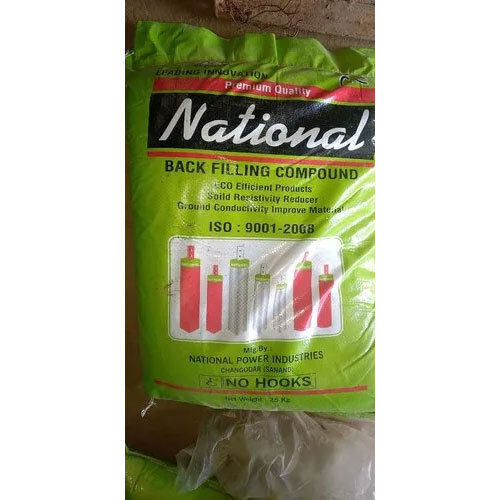 LEADING INNOVATION
Premium Quality
National
BACK FILLING COMPOUND
ECO Efficient Products
Soild Resistivity Reducer
Ground Conductivity Improve Material
ISO : 9001-2008
Mfg.By.:
NATIONAL POWER INDUSTRIES
CHANGODAR (SANAND)
NO HOOKS
Net Weight : 25 Kg